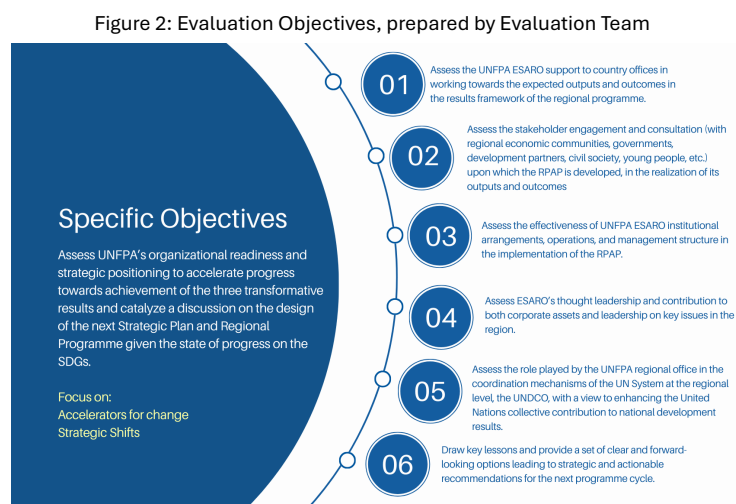 Figure 2: Evaluation Objectives, prepared by Evaluation Team
Specific Objectives
Assess UNFPA's organizational readiness and
strategic positioning to accelerate progress
towards achievement of the three transformative
results and catalyze a discussion on the design
of the next Strategic Plan and Regional
Programme given the state of progress on the
SDGs.
Focus on:
Accelerators for change
Strategic Shifts
01
Assess the UNFPA ESARO support to country offices in
working towards the expected outputs and outcomes in
the results framework of the regional programme.
02
Assess the stakeholder engagement and consultation (with
regional economic communities, governments,
development partners, civil society, young people, etc.)
upon which the RPAP is developed, in the realization of its
outputs and outcomes
03
Assess the effectiveness of UNFPA ESARO institutional
arrangements, operations, and management structure in
the implementation of the RPAP.
04
Assess ESARO's thought leadership and contribution to
both corporate assets and leadership on key issues in the
region.
05
Assess the role played by the UNFPA regional office in the
coordination mechanisms of the UN System at the regional
level, the UNDCO, with a view to enhancing the United
Nations collective contribution to national development
results.
06
Draw key lessons and provide a set of clear and forward-
looking options leading to strategic and actionable
recommendations for the next programme cycle.